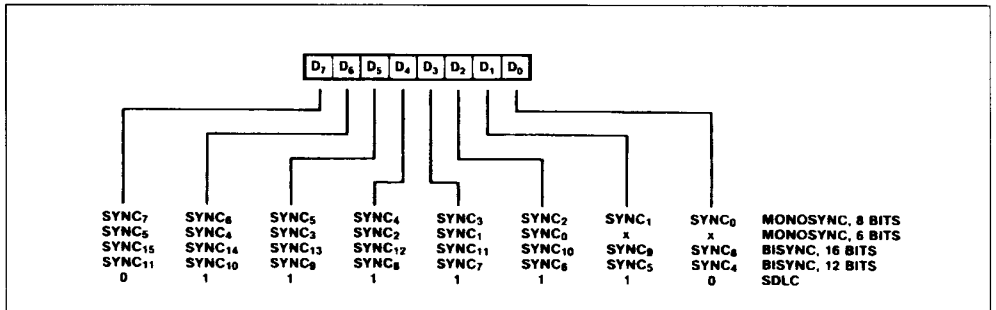 D7 D6 D5 D4 D3 D2 D1 D0
SYNC7 SYNC6 SYNC5 SYNC4 SYNC3 SYNC2 SYNC1 SYNC0 MONOSYNC, 8 BITS
SYNC5 SYNC4 SYNC3 SYNC2 SYNC1 SYNC0 x x MONOSYNC, 6 BITS
SYNC15 SYNC14 SYNC13 SYNC12 SYNC11 SYNC10 SYNC9 SYNC8 BISYNC, 16 BITS
SYNC11 SYNC10 SYNC9 SYNC8 SYNC7 SYNC6 SYNC5 SYNC4 BISYNC, 12 BITS
0 1 1 1 1 1 1 0 SDLC